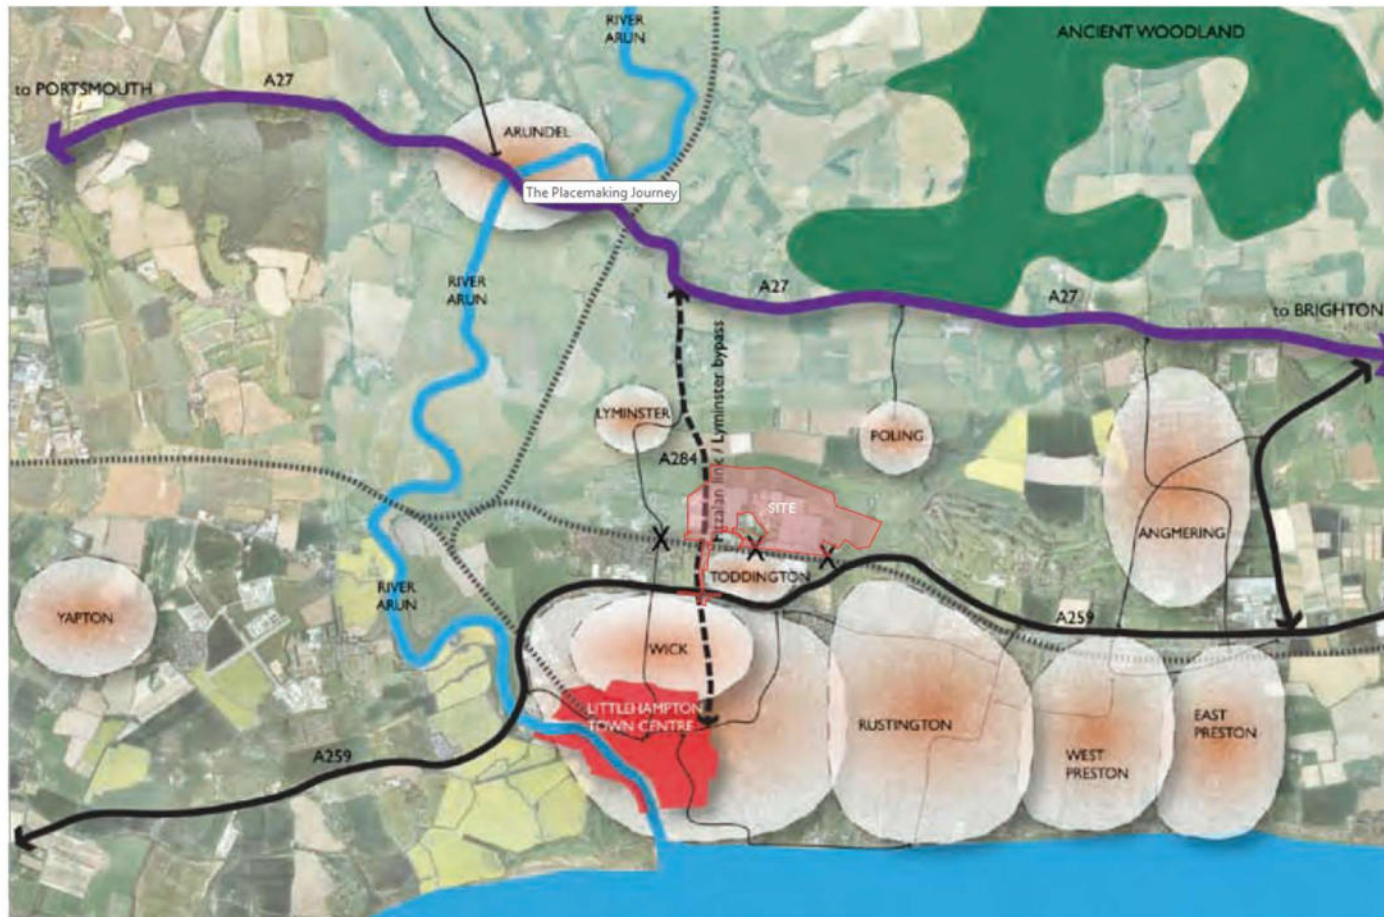 RIVER
ARUN
ANCIENT WOODLAND
to PORTSMOUTH
A27
ARUNDEL
The Placemaking Journey
RIVER
ARUN
A27
A27
to BRIGHTON
Lyminster bypass
link /
LYMINSTER
POLING
A284
SITE
ANGMERING
TODDINGTON
RIVER
ARUN
YAPTON
A259
WICK
LITTLEHAMPTON
TOWN CENTRE
RUSTINGTON
EAST
PRESTON
WEST
PRESTON
A259